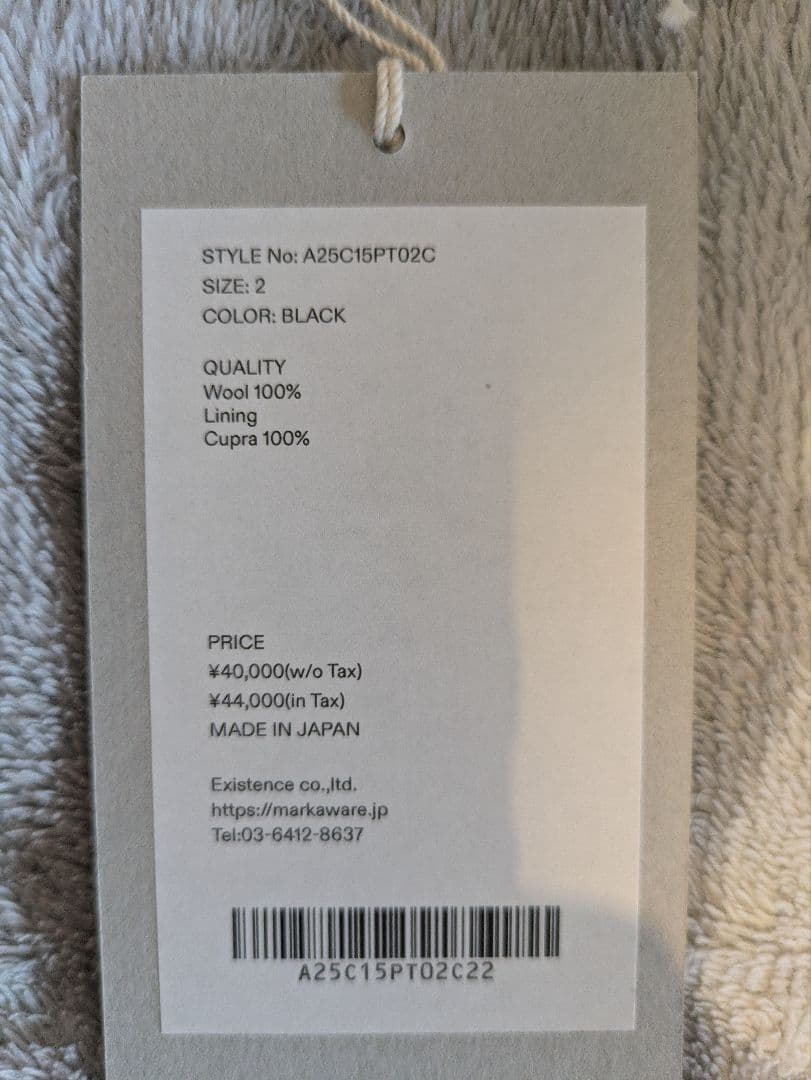 STYLE No: A25C15PT02C
SIZE: 2
COLOR: BLACK
QUALITY
Wool 100%
Lining
Cupra 100%
PRICE
¥40,000(w/o Tax)
¥44,000(in Tax)
MADE IN JAPAN
Existence co.,ltd.
https://markaware.jp
Tel:03-6412-8637
A25C15PT02C22